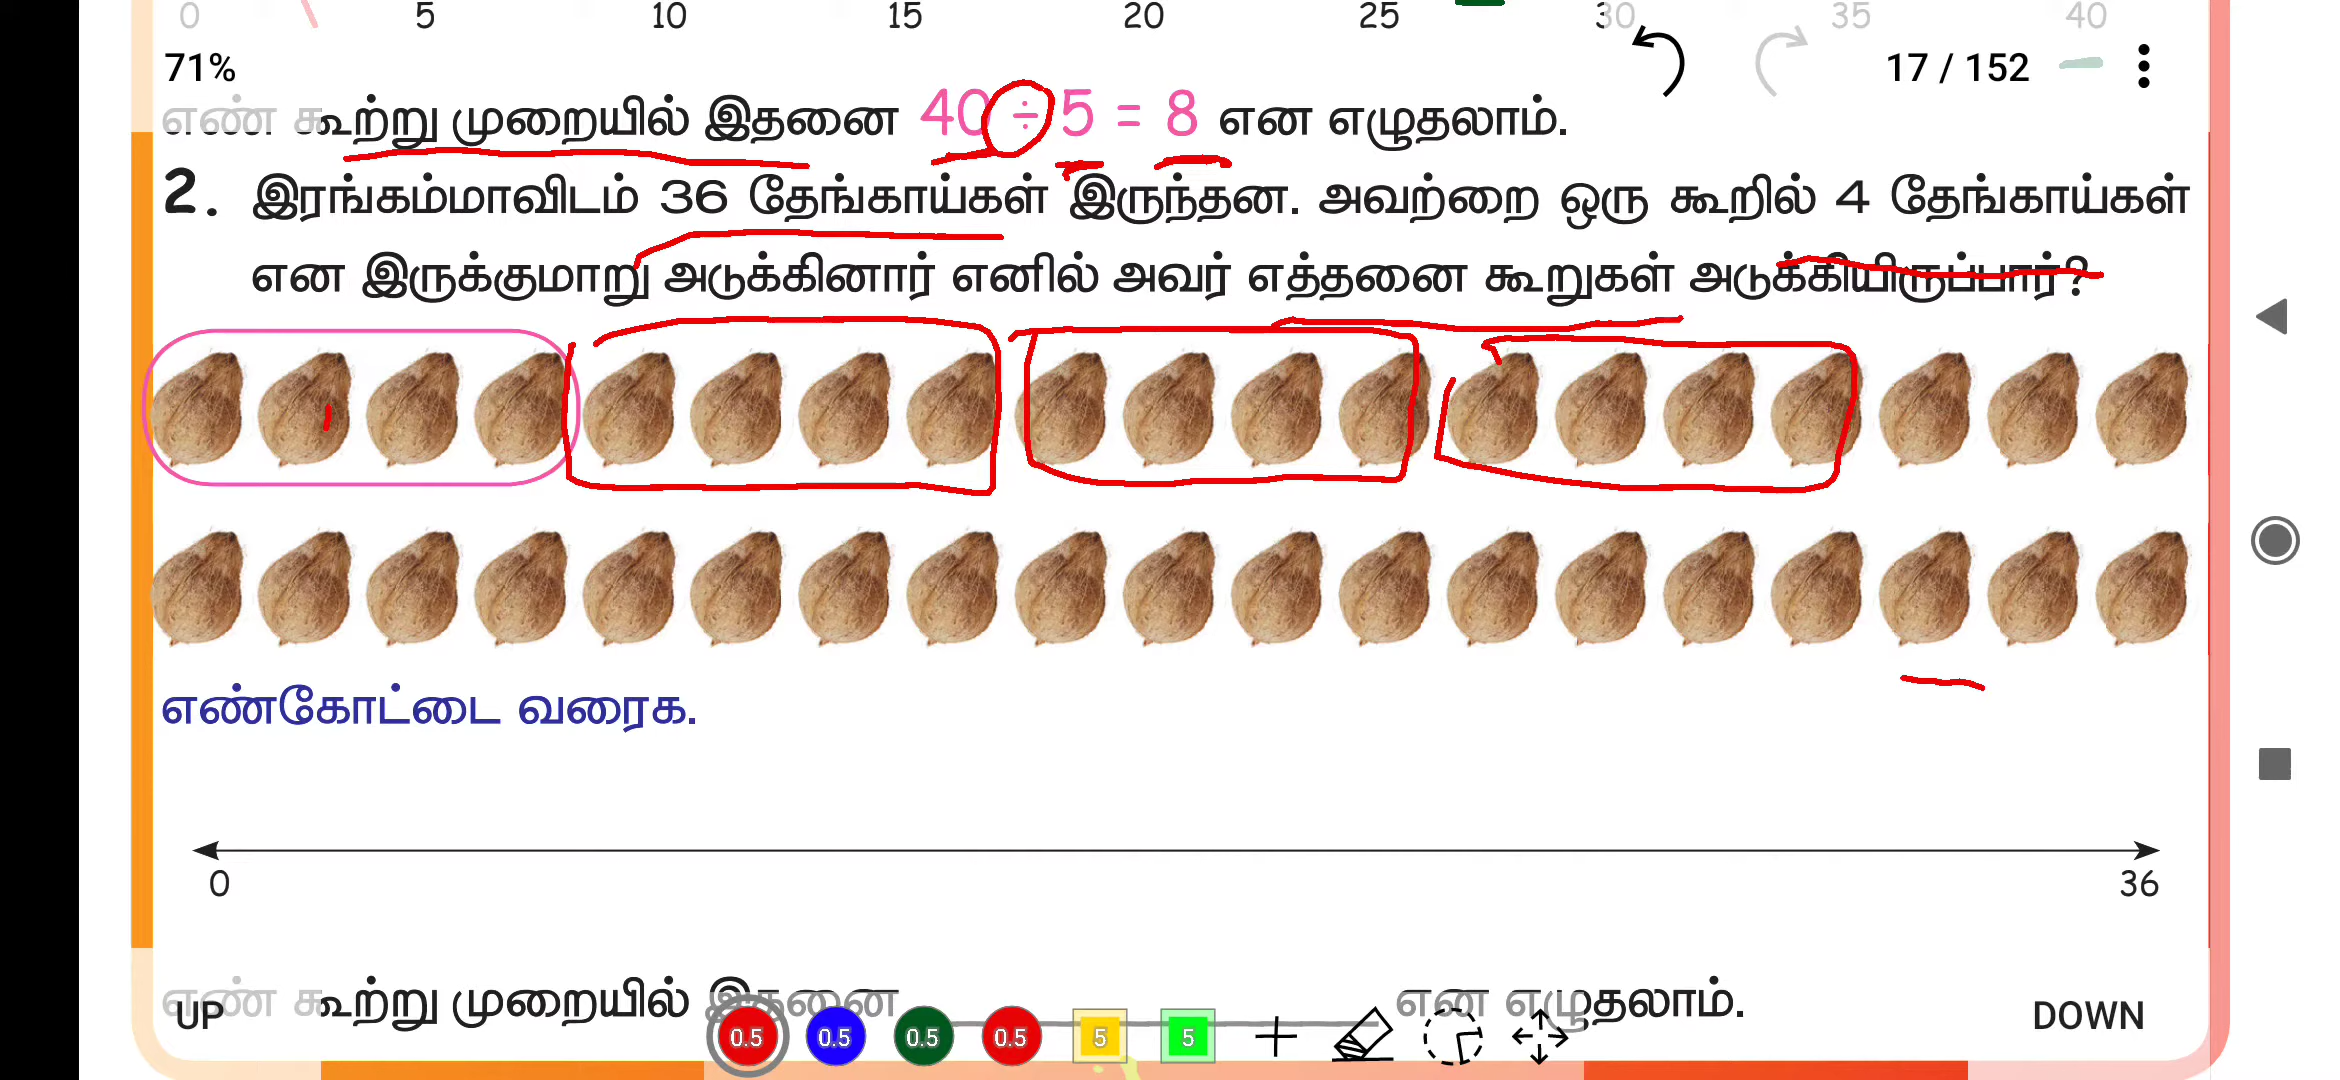 0 5 10 15 20 25 30 35 40
71% 17 / 152
எண் கூற்று முறையில் இதனை 40 ÷ 5 = 8 என எழுதலாம்.
2. இரங்கம்மாவிடம் 36 தேங்காய்கள் இருந்தன. அவற்றை ஒரு கூறில் 4 தேங்காய்கள்
என இருக்குமாறு அடுக்கினார் எனில் அவர் எத்தனை கூறுகள் அடுக்கியிருப்பார்?
எண்கோட்டை வரைக.
0 36
எண் கூற்று முறையில் இதனை என எழுதலாம்.
UP 0.5 0.5 0.5 0.5 5 5 DOWN